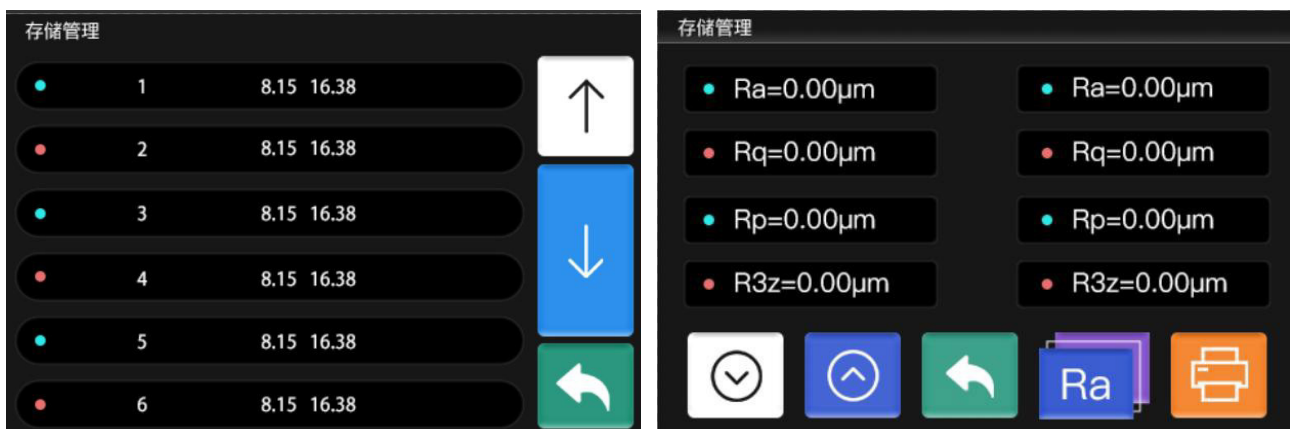 存储管理
1 8.15 16.38
2 8.15 16.38
3 8.15 16.38
4 8.15 16.38
5 8.15 16.38
6 8.15 16.38
存储管理
Ra=0.00μm Ra=0.00μm
Rq=0.00μm Rq=0.00μm
Rp=0.00μm Rp=0.00μm
R3z=0.00μm R3z=0.00μm
Ra